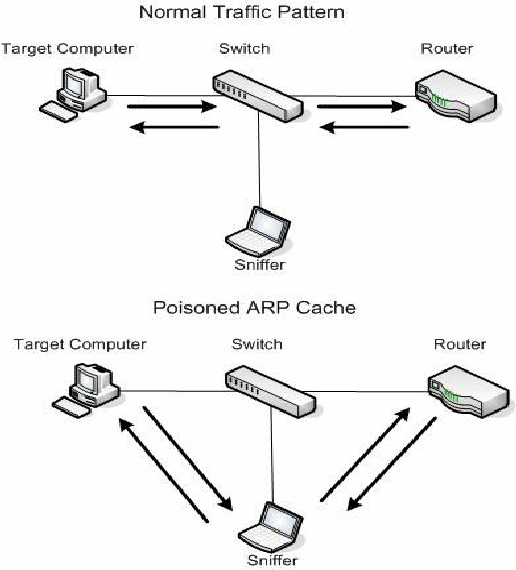 Normal Traffic Pattern
Target Computer Switch Router
Sniffer
Poisoned ARP Cache
Target Computer Switch Router
Sniffer